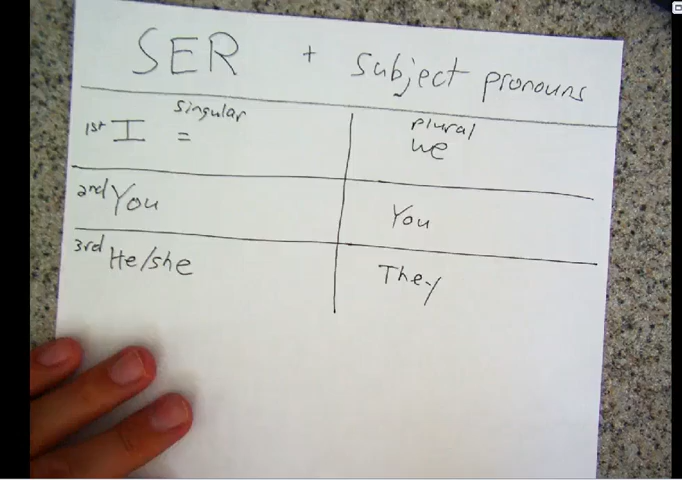 SER + Subject pronouns
Singular plural
1st I = we
2nd You You
3rd He/she They